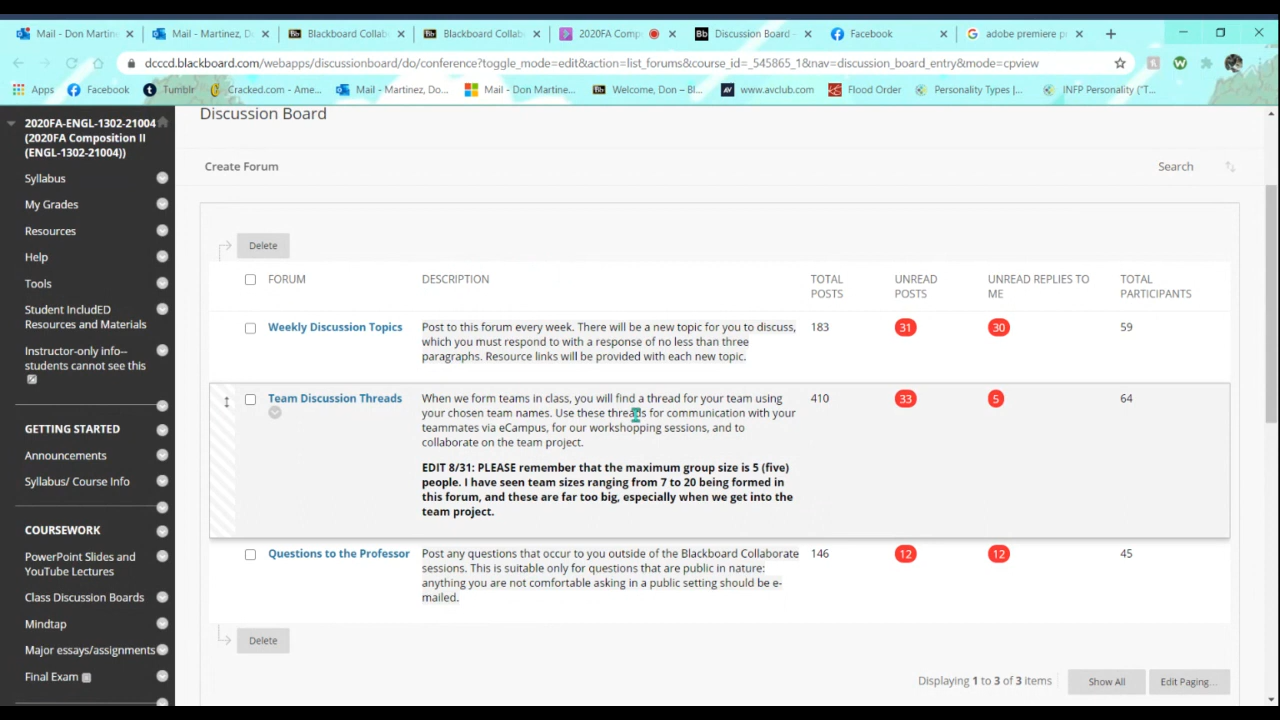 Mail - Don Martine
Mail - Martinez, D
Blackboard Collab
Blackboard Collab
2020FA Comp
Discussion Board -
Facebook
adobe premiere p
dcccd.blackboard.com/webapps/discussionboard/do/conference?toggle_mode=edit&action=list_forums&course_id=_545865_1&nav=discussion_board_entry&mode=cpview
Apps
Facebook
Tumblr
Cracked.com - Ame...
Mail - Martinez, Do...
Mail - Don Martine...
Welcome, Don – Bl...
www.avclub.com
Flood Order
Personality Types |...
INFP Personality ("T...
2020FA-ENGL-1302-21004
(2020FA Composition II
(ENGL-1302-21004))
Syllabus
My Grades
Resources
Help
Tools
Student IncludED
Resources and Materials
Instructor-only info--
students cannot see this
GETTING STARTED
Announcements
Syllabus/ Course Info
COURSEWORK
PowerPoint Slides and
YouTube Lectures
Class Discussion Boards
Mindtap
Major essays/assignments
Final Exam
Discussion Board
Create Forum
Search
Delete
FORUM
DESCRIPTION
TOTAL
POSTS
UNREAD
POSTS
UNREAD REPLIES TO
ME
TOTAL
PARTICIPANTS
Weekly Discussion Topics
Post to this forum every week. There will be a new topic for you to discuss,
which you must respond to with a response of no less than three
paragraphs. Resource links will be provided with each new topic.
183
31
30
59
Team Discussion Threads
When we form teams in class, you will find a thread for your team using
your chosen team names. Use these threads for communication with your
teammates via eCampus, for our workshopping sessions, and to
collaborate on the team project.
EDIT 8/31: PLEASE remember that the maximum group size is 5 (five)
people. I have seen team sizes ranging from 7 to 20 being formed in
this forum, and these are far too big, especially when we get into the
team project.
410
33
5
64
Questions to the Professor
Post any questions that occur to you outside of the Blackboard Collaborate
sessions. This is suitable only for questions that are public in nature:
anything you are not comfortable asking in a public setting should be e-
mailed.
146
12
12
45
Delete
Displaying 1 to 3 of 3 items
Show All
Edit Paging...